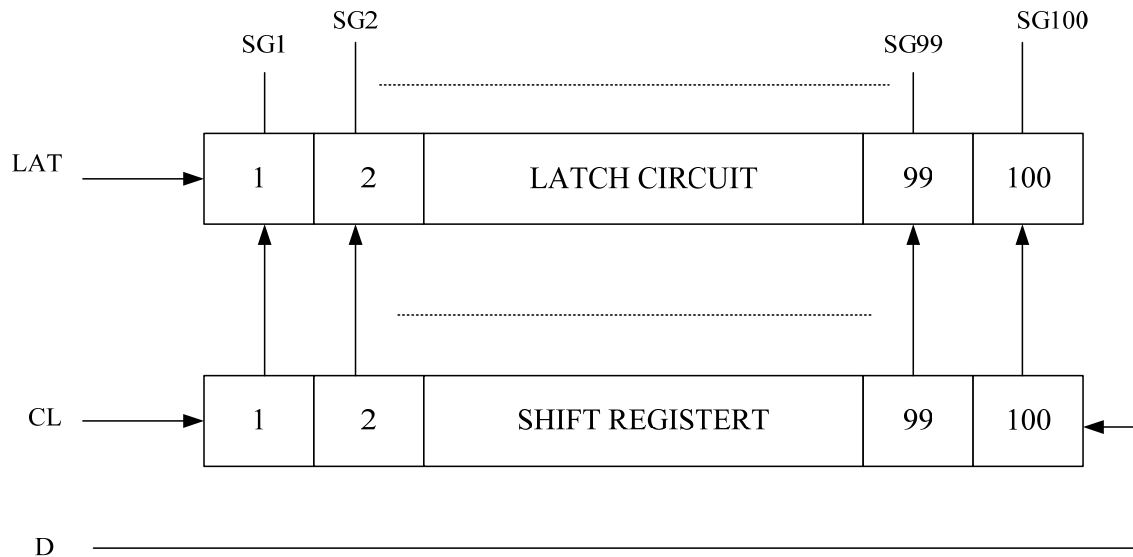 SG1 SG2 SG99 SG100
LAT 1 2 LATCH CIRCUIT 99 100
CL 1 2 SHIFT REGISTERT 99 100
D